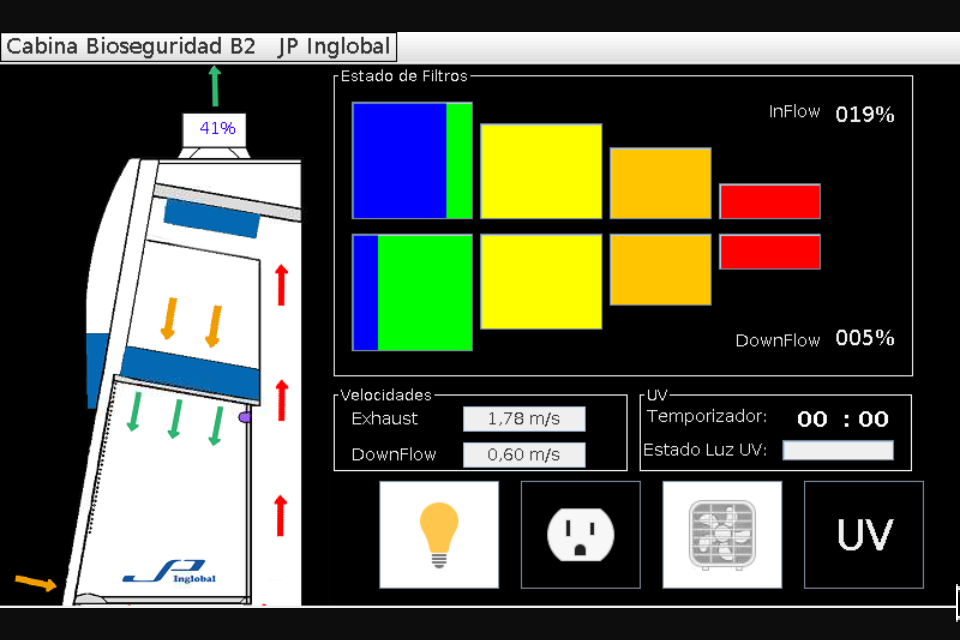 Cabina Bioseguridad B2 JP Inglobal
41%
Estado de Filtros
InFlow 019%
DownFlow 005%
Velocidades
Exhaust 1,78 m/s
DownFlow 0,60 m/s
UV
Temporizador: 00 : 00
Estado Luz UV:
UV
JP Inglobal